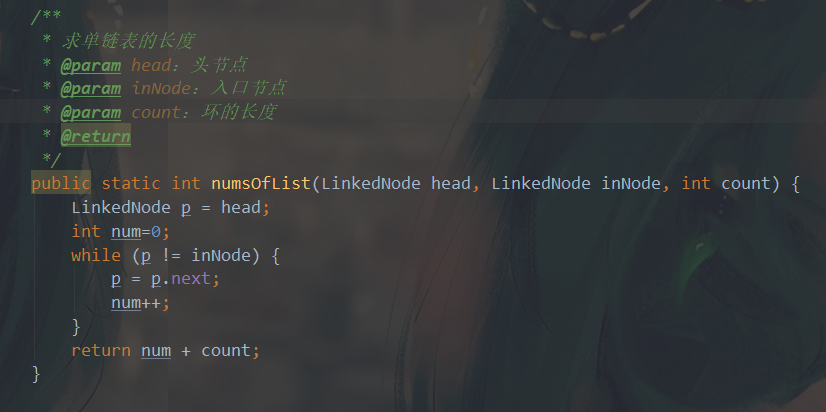 /**
 * 求单链表的长度
 * @param head：头节点
 * @param inNode：入口节点
 * @param count：环的长度
 * @return
 */
public static int numsOfList(LinkedNode head, LinkedNode inNode, int count) {
    LinkedNode p = head;
    int num=0;
    while (p != inNode) {
        p = p.next;
        num++;
    }
    return num + count;
}